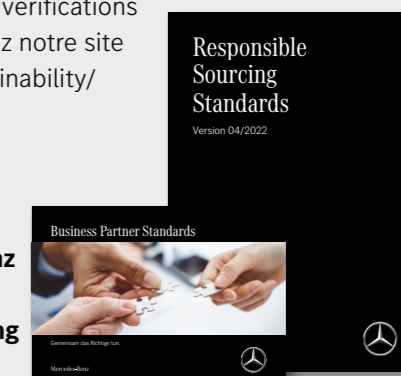 verifications
z notre site
inability/
nz
ng
Responsible
Sourcing
Standards
Version 04/2022
Business Partner Standards
Gemeinsam das Richtige tun.
Mercedes-Benz